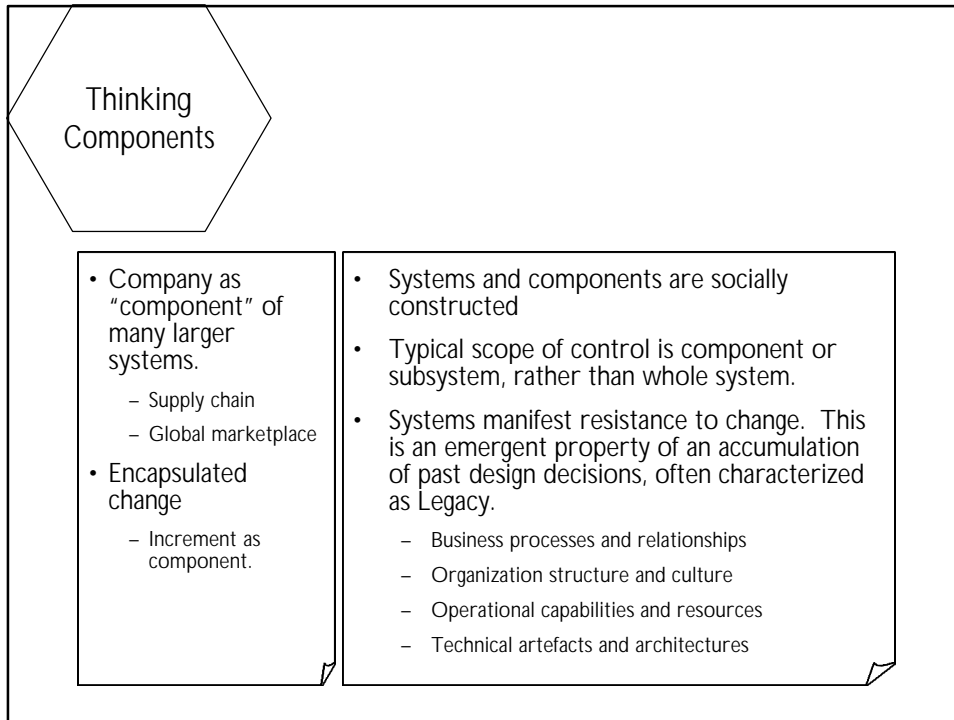 Thinking
Components
• Company as
“component” of
many larger
systems.
– Supply chain
– Global marketplace
• Encapsulated
change
– Increment as
component.
• Systems and components are socially
constructed
• Typical scope of control is component or
subsystem, rather than whole system.
• Systems manifest resistance to change.  This
is an emergent property of an accumulation
of past design decisions, often characterized
as Legacy.
– Business processes and relationships
– Organization structure and culture
– Operational capabilities and resources
– Technical artefacts and architectures